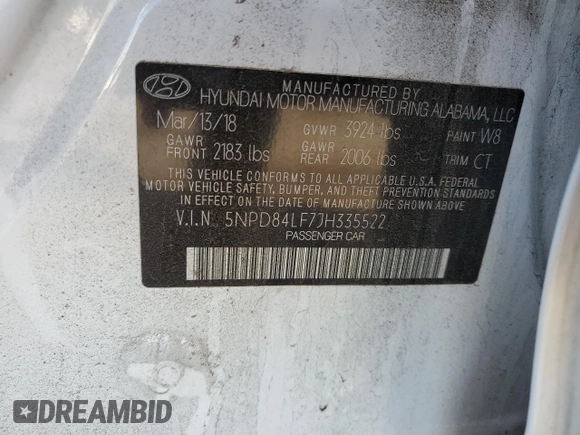 MANUFACTURED BY
HYUNDAI MOTOR MANUFACTURING ALABAMA, LLC
Mar/13/18 GVWR 3924 lbs PAINT W8
GAWR FRONT 2183 lbs GAWR REAR 2006 lbs TRIM CT
THIS VEHICLE CONFORMS TO ALL APPLICABLE U.S.A. FEDERAL
MOTOR VEHICLE SAFETY, BUMPER, AND THEFT PREVENTION STANDARDS
IN EFFECT ON THE DATE OF MANUFACTURE SHOWN ABOVE.
V.I.N 5NPD84LF7JH335522
PASSENGER CAR
DREAMBID